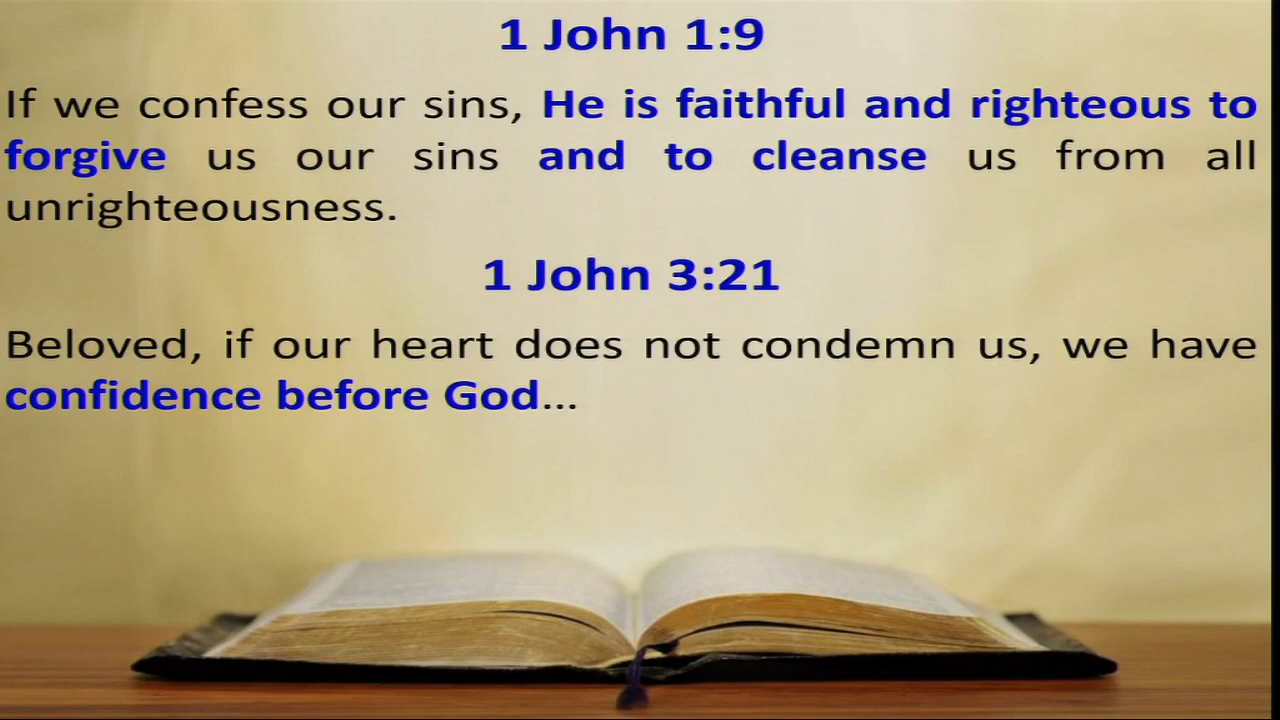 1 John 1:9
If we confess our sins, He is faithful and righteous to
forgive us our sins and to cleanse us from all
unrighteousness.
1 John 3:21
Beloved, if our heart does not condemn us, we have
confidence before God...